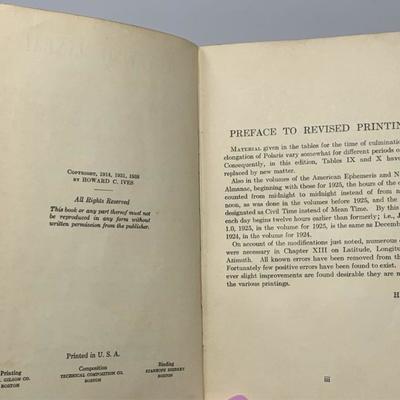 COPYRIGHT, 1914, 1931, 1938
BY HOWARD C. IVES
All Rights Reserved
This book or any part thereof must not
be reproduced in any form without
written permission from the publisher.
Printed in U. S. A.
Printing
GILSON CO.
BOSTON
Composition
TECHNICAL COMPOSITION CO.
BOSTON
Binding
STANHOPE BINDERY
BOSTON
PREFACE TO REVISED PRINTING
MATERIAL given in the tables for the time of culmination
elongation of Polaris vary somewhat for different periods o
Consequently, in this edition, Tables IX and X have
replaced by new matter.
Also in the volumes of the American Ephemeris and N
Almanac, beginning with those for 1925, the hours of the
counted from midnight to midnight instead of from n
noon, as was done in the volumes before 1925, and the
designated as Civil Time instead of Mean Time. By this
each day begins twelve hours earlier than formerly; i.e., J
1.0, 1925, in the volume for 1925, is the same as Decemb
1924, in the volume for 1924.
On account of the modifications just noted, numerous
were necessary in Chapter XIII on Latitude, Longitu
Azimuth. All known errors have been removed from th
Fortunately few positive errors have been found to exist.
ever slight improvements are found desirable they are m
the various printings.
H
iii